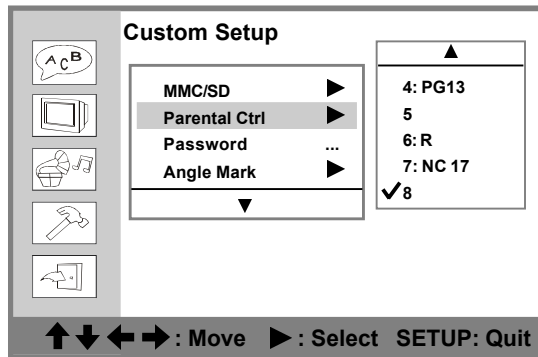 Custom Setup
A C B
MMC/SD
Parental Ctrl
Password ...
Angle Mark
4: PG13
5
6: R
7: NC 17
8
: Move : Select SETUP: Quit